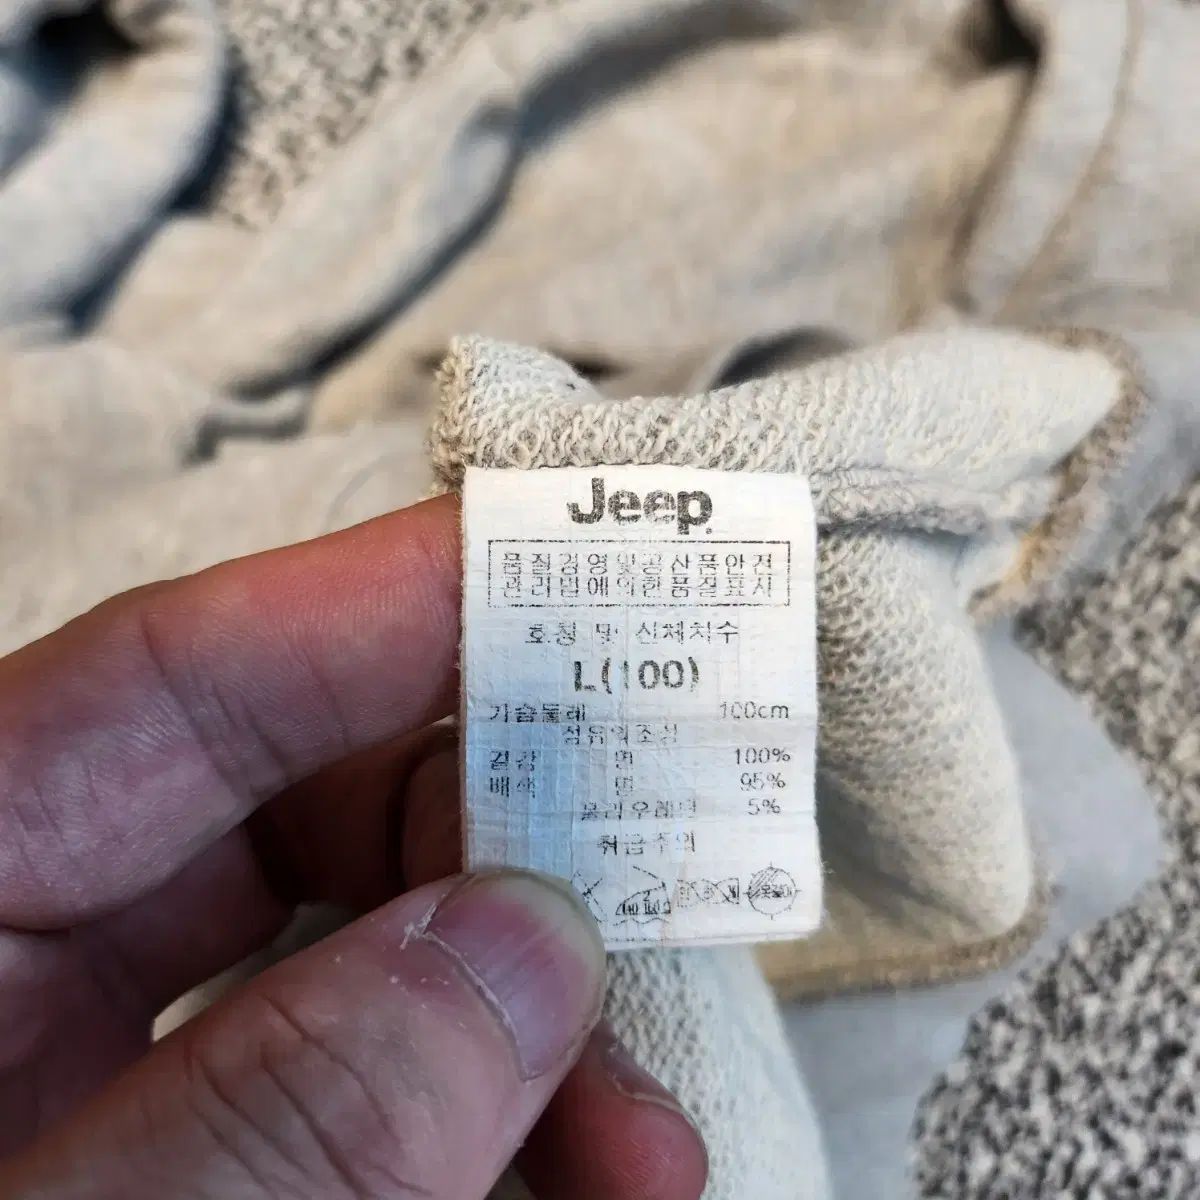 Jeep
품질경영및공산품안전
관리법에의한품질표시
호칭 및 신체치수
L(100)
가슴둘레 100cm
섬유의조성
겉감 면 100%
배색 면 95%
폴리우레탄 5%
취급주의